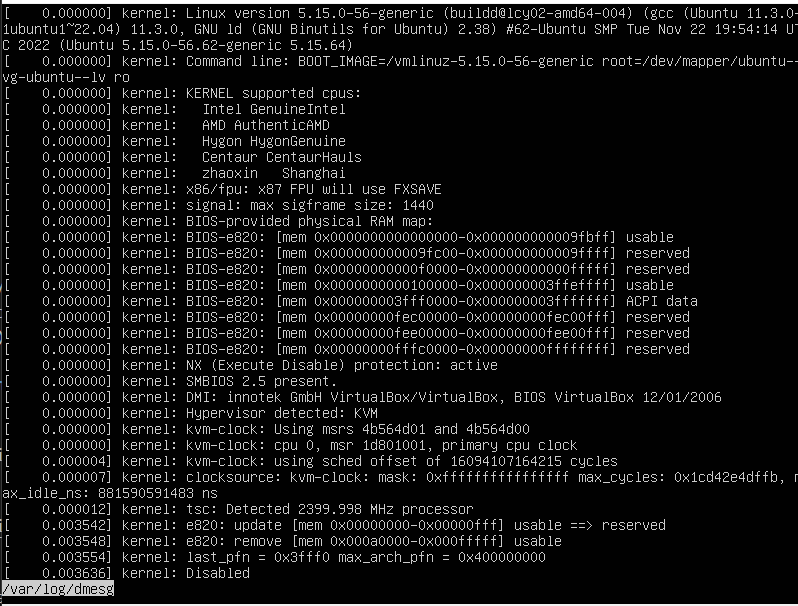 [    0.000000] kernel: Linux version 5.15.0-56-generic (buildd@lcy02-amd64-004) (gcc (Ubuntu 11.3.0-
1ubuntu1~22.04) 11.3.0, GNU ld (GNU Binutils for Ubuntu) 2.38) #62-Ubuntu SMP Tue Nov 22 19:54:14 UT
C 2022 (Ubuntu 5.15.0-56.62-generic 5.15.64)
[    0.000000] kernel: Command line: BOOT_IMAGE=/vmlinuz-5.15.0-56-generic root=/dev/mapper/ubuntu--
vg-ubuntu--lv ro
[    0.000000] kernel: KERNEL supported cpus:
[    0.000000] kernel:   Intel GenuineIntel
[    0.000000] kernel:   AMD AuthenticAMD
[    0.000000] kernel:   Hygon HygonGenuine
[    0.000000] kernel:   Centaur CentaurHauls
[    0.000000] kernel:   zhaoxin   Shanghai
[    0.000000] kernel: x86/fpu: x87 FPU will use FXSAVE
[    0.000000] kernel: signal: max sigframe size: 1440
[    0.000000] kernel: BIOS-provided physical RAM map:
[    0.000000] kernel: BIOS-e820: [mem 0x0000000000000000-0x000000000009fbff] usable
[    0.000000] kernel: BIOS-e820: [mem 0x000000000009fc00-0x000000000009ffff] reserved
[    0.000000] kernel: BIOS-e820: [mem 0x00000000000f0000-0x00000000000fffff] reserved
[    0.000000] kernel: BIOS-e820: [mem 0x0000000000100000-0x000000003ffeffff] usable
[    0.000000] kernel: BIOS-e820: [mem 0x000000003fff0000-0x000000003fffffff] ACPI data
[    0.000000] kernel: BIOS-e820: [mem 0x00000000fec00000-0x00000000fec00fff] reserved
[    0.000000] kernel: BIOS-e820: [mem 0x00000000fee00000-0x00000000fee00fff] reserved
[    0.000000] kernel: BIOS-e820: [mem 0x00000000fffc0000-0x00000000ffffffff] reserved
[    0.000000] kernel: NX (Execute Disable) protection: active
[    0.000000] kernel: SMBIOS 2.5 present.
[    0.000000] kernel: DMI: innotek GmbH VirtualBox/VirtualBox, BIOS VirtualBox 12/01/2006
[    0.000000] kernel: Hypervisor detected: KVM
[    0.000000] kernel: kvm-clock: Using msrs 4b564d01 and 4b564d00
[    0.000000] kernel: kvm-clock: cpu 0, msr 1d801001, primary cpu clock
[    0.000004] kernel: kvm-clock: using sched offset of 16094107164215 cycles
[    0.000007] kernel: clocksource: kvm-clock: mask: 0xffffffffffffffff max_cycles: 0x1cd42e4dffb, m
ax_idle_ns: 881590591483 ns
[    0.000012] kernel: tsc: Detected 2399.998 MHz processor
[    0.003542] kernel: e820: update [mem 0x00000000-0x00000fff] usable ==> reserved
[    0.003548] kernel: e820: remove [mem 0x000a0000-0x000fffff] usable
[    0.003554] kernel: last_pfn = 0x3fff0 max_arch_pfn = 0x400000000
[    0.003636] kernel: Disabled
/var/log/dmesg